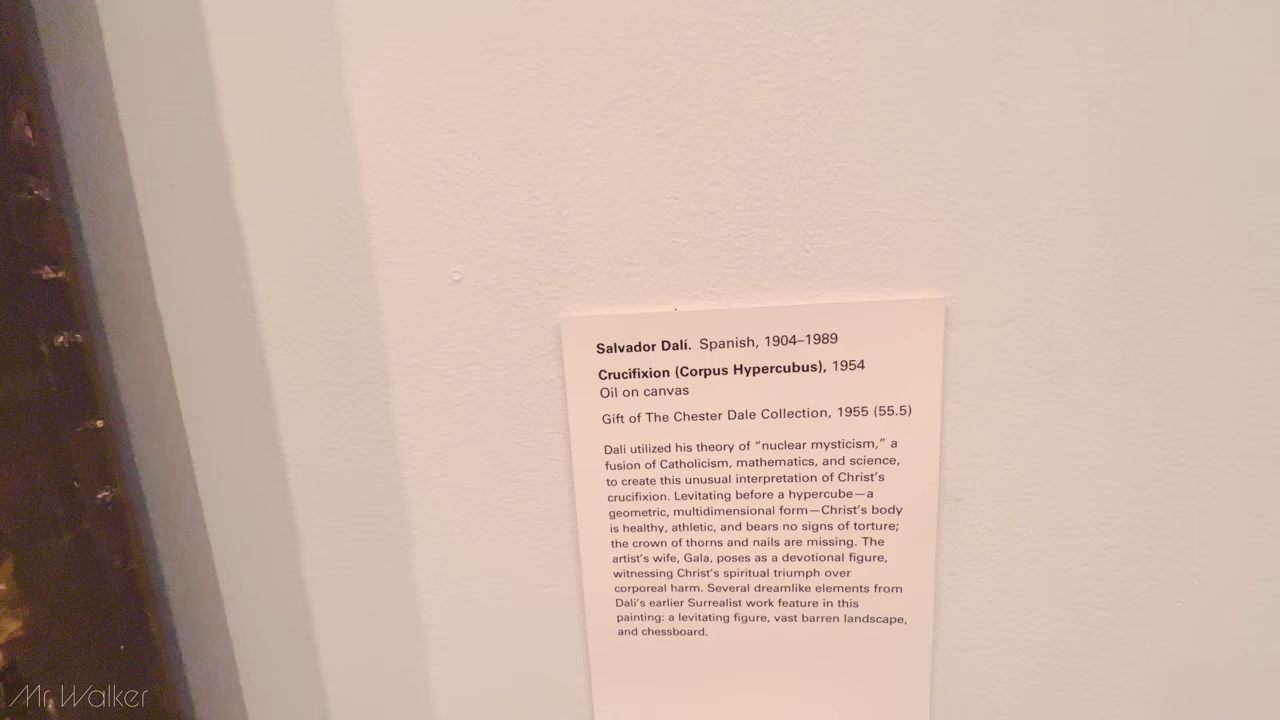 Salvador Dalí. Spanish, 1904–1989
Crucifixion (Corpus Hypercubus), 1954
Oil on canvas
Gift of The Chester Dale Collection, 1955 (55.5)
Dalí utilized his theory of “nuclear mysticism,” a
fusion of Catholicism, mathematics, and science,
to create this unusual interpretation of Christ’s
crucifixion. Levitating before a hypercube—a
geometric, multidimensional form—Christ’s body
is healthy, athletic, and bears no signs of torture;
the crown of thorns and nails are missing. The
artist’s wife, Gala, poses as a devotional figure,
witnessing Christ’s spiritual triumph over
corporeal harm. Several dreamlike elements from
Dalí’s earlier Surrealist work feature in this
painting: a levitating figure, vast barren landscape,
and chessboard.
Mr. Walker